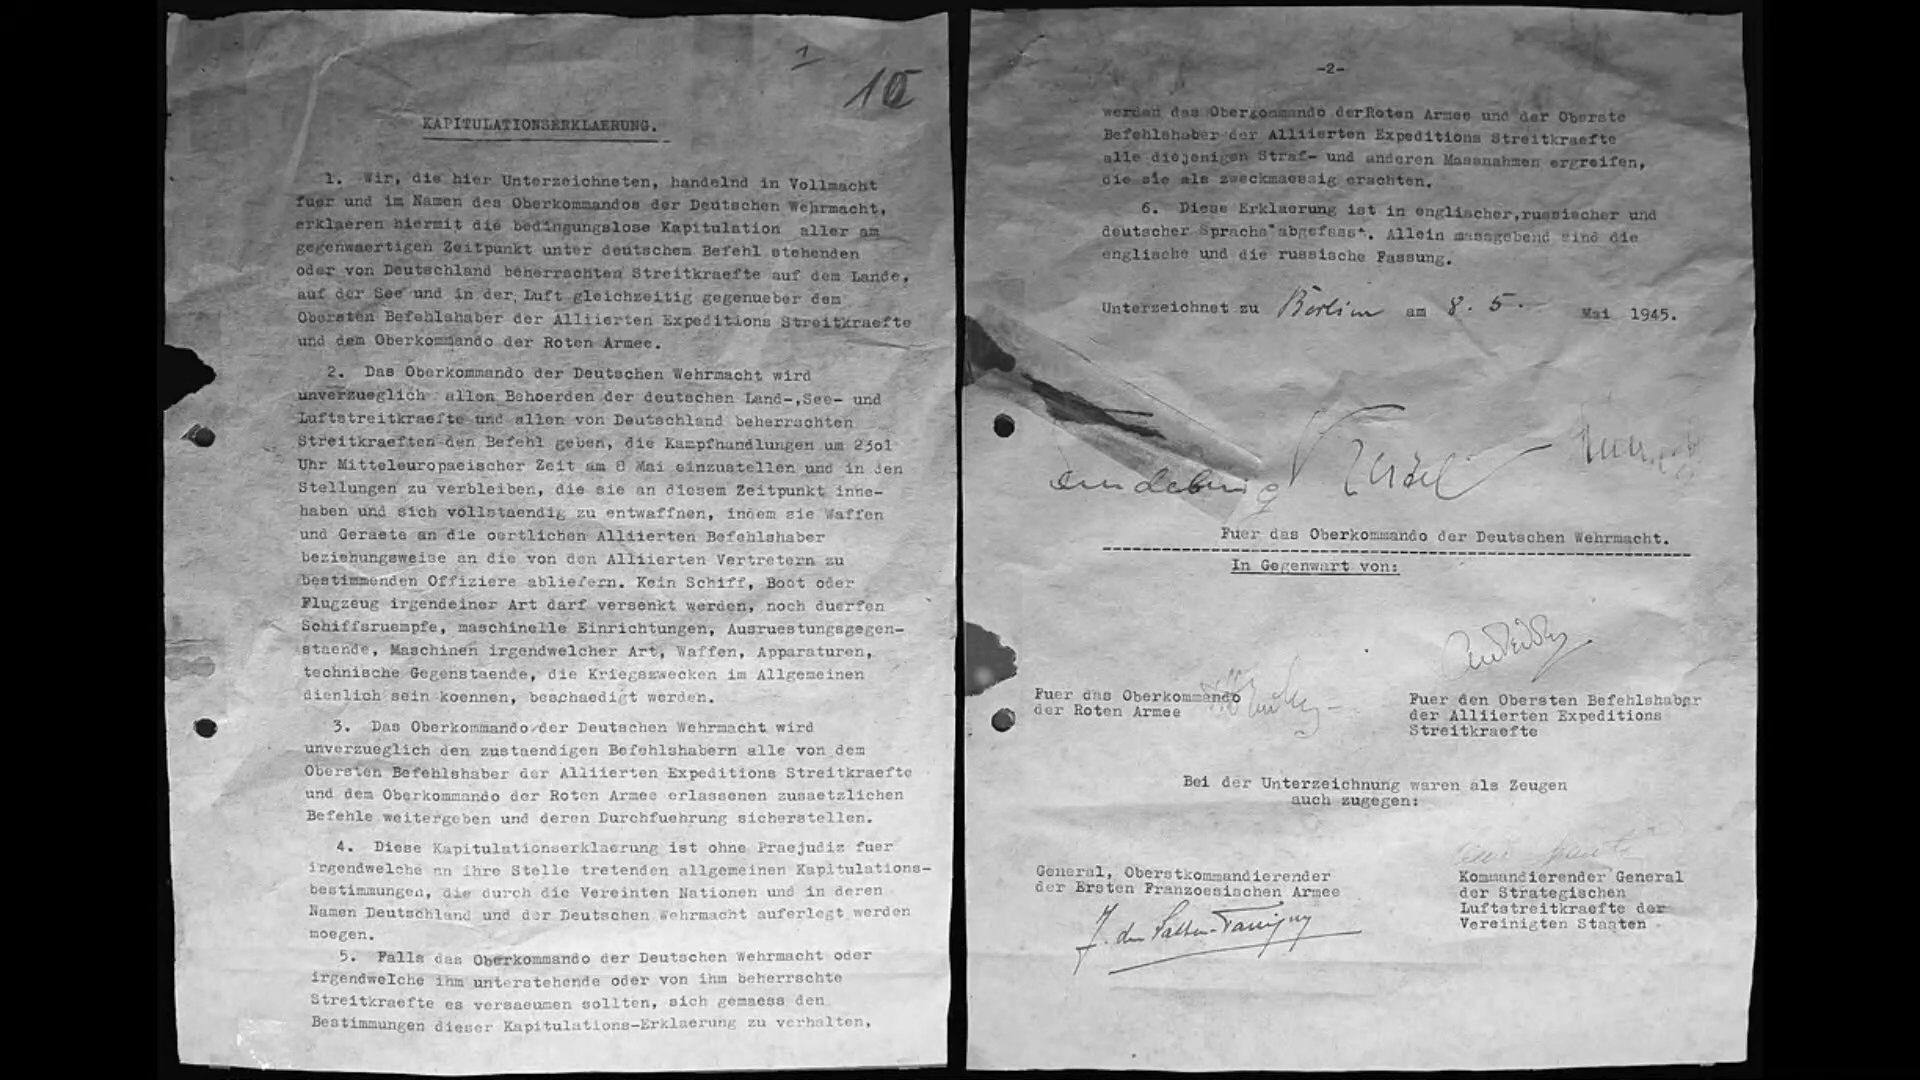 1
10
KAPITULATIONSERKLAERUNG.
1. Wir, die hier Unterzeichneten, handelnd in Vollmacht
fuer und im Namen des Oberkommandos der Deutschen Wehrmacht,
erklaeren hiermit die bedingungslose Kapitulation aller am
gegenwaertigen Zeitpunkt unter deutschem Befehl stehenden
oder von Deutschland beherrschten Streitkraefte auf dem Lande,
auf der See und in der Luft gleichzeitig gegenueber dem
Obersten Befehlshaber der Alliierten Expeditions Streitkraefte
und dem Oberkommando der Roten Armee.
2. Das Oberkommando der Deutschen Wehrmacht wird
unverzueglich allen Behoerden der deutschen Land-,See- und
Luftstreitkraefte und allen von Deutschland beherrschten
Streitkraeften den Befehl geben, die Kampfhandlungen um 2301
Uhr Mitteleuropaeischer Zeit am 8 Mai einzustellen und in den
Stellungen zu verbleiben, die sie an diesem Zeitpunkt inne-
haben und sich vollstaendig zu entwaffnen, indem sie Waffen
und Geraete an die oertlichen Alliierten Befehlshaber
beziehungsweise an die von den Alliierten Vertretern zu
bestimmenden Offiziere abliefern. Kein Schiff, Boot oder
Flugzeug irgendeiner Art darf versenkt werden, noch duerfen
Schiffsruempfe, maschinelle Einrichtungen, Ausruestungsgegen-
staende, Maschinen irgendwelcher Art, Waffen, Apparaturen,
technische Gegenstaende, die Kriegszwecken im Allgemeinen
dienlich sein koennen, beschaedigt werden.
3. Das Oberkommando der Deutschen Wehrmacht wird
unverzueglich den zustaendigen Befehlshabern alle von dem
Obersten Befehlshaber der Alliierten Expeditions Streitkraefte
und dem Oberkommando der Roten Armee erlassenen zusaetzlichen
Befehle weitergeben und deren Durchfuehrung sicherstellen.
4. Diese Kapitulationserklaerung ist ohne Praejudiz fuer
irgendwelche an ihre Stelle tretenden allgemeinen Kapitulations-
bestimmungen, die durch die Vereinten Nationen und in deren
Namen Deutschland und der Deutschen Wehrmacht auferlegt werden
moegen.
5. Falls das Oberkommando der Deutschen Wehrmacht oder
irgendwelche ihm unterstehende oder von ihm beherrschte
Streitkraefte es versaeumen sollten, sich gemaess den
Bestimmungen dieser Kapitulations-Erklaerung zu verhalten,
-2-
werden das Oberkommando der Roten Armee und der Oberste
Befehlshaber der Alliierten Expeditions Streitkraefte
alle diejenigen Straf- und anderen Massnahmen ergreifen,
die sie als zweckmaessig erachten.
6. Diese Erklaerung ist in englischer,russischer und
deutscher Sprache abgefasst. Allein massgebend sind die
englische und die russische Fassung.
Unterzeichnet zu Berlin am 8. 5. Mai 1945.
Keitel
Fuer das Oberkommando der Deutschen Wehrmacht.
In Gegenwart von:
Fuer das Oberkommando
der Roten Armee
Fuer den Obersten Befehlshaber
der Alliierten Expeditions
Streitkraefte
Bei der Unterzeichnung waren als Zeugen
auch zugegen:
General, Oberstkommandierender
der Ersten Franzoesischen Armee
Kommandierender General
der Strategischen
Luftstreitkraefte der
Vereinigten Staaten